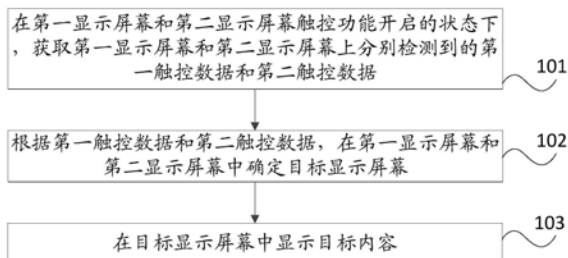 在第一显示屏幕和第二显示屏幕触控功能开启的状态下
,获取第一显示屏幕和第二显示屏幕上分别检测到的第
一触控数据和第二触控数据
101
根据第一触控数据和第二触控数据,在第一显示屏幕和
第二显示屏幕中确定目标显示屏幕
102
在目标显示屏幕中显示目标内容
103